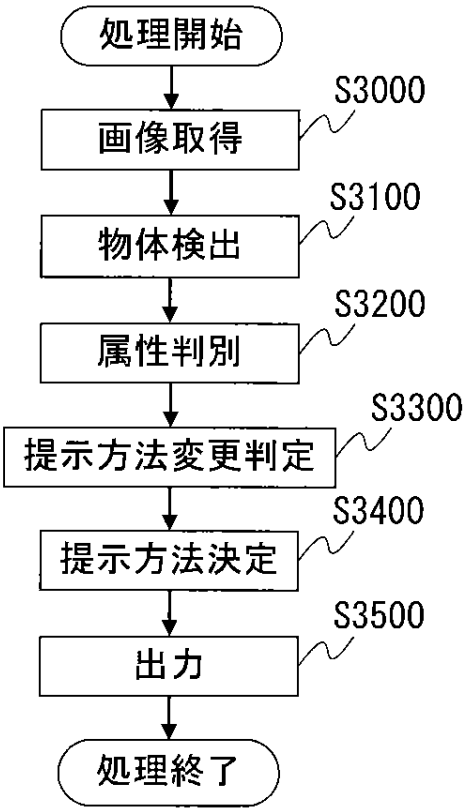 処理開始
S3000
画像取得
S3100
物体検出
S3200
属性判別
S3300
提示方法変更判定
S3400
提示方法決定
S3500
出力
処理終了